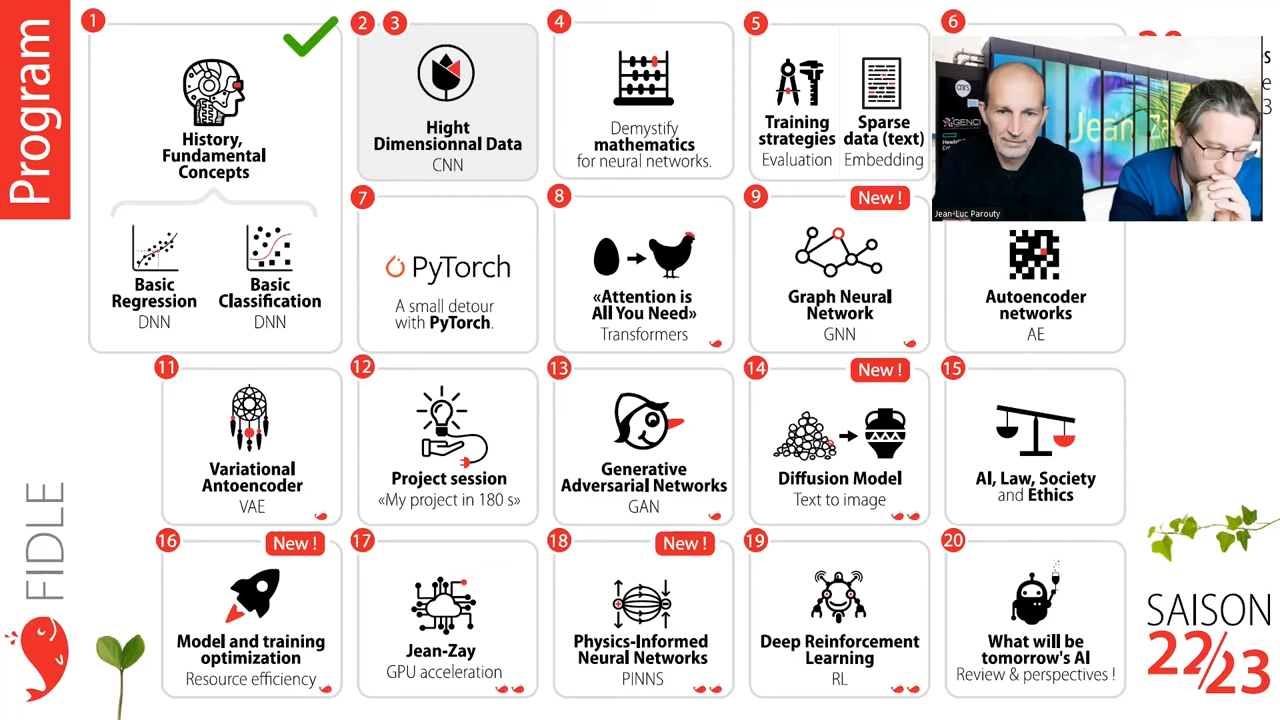 Program
1
History,
Fundamental
Concepts
Basic
Regression
DNN
Basic
Classification
DNN
2 3
Hight
Dimensionnal Data
CNN
4
Demystify
mathematics
for neural networks.
5
Training
strategies
Evaluation
Sparse
data (text)
Embedding
6
cnrs
GENCI
Jean Za
Jean-Luc Parouty
7
PyTorch
A small detour
with PyTorch.
8
«Attention is
All You Need»
Transformers
9
New !
Graph Neural
Network
GNN
Autoencoder
networks
AE
11
Variational
Antoencoder
VAE
12
Project session
«My project in 180 s»
13
Generative
Adversarial Networks
GAN
14
New !
Diffusion Model
Text to image
15
AI, Law, Society
and Ethics
16
New !
Model and training
optimization
Resource efficiency
17
Jean-Zay
GPU acceleration
18
New !
Physics-Informed
Neural Networks
PINNS
19
Deep Reinforcement
Learning
RL
20
What will be
tomorrow's AI
Review & perspectives !
FIDLE
SAISON
22/23